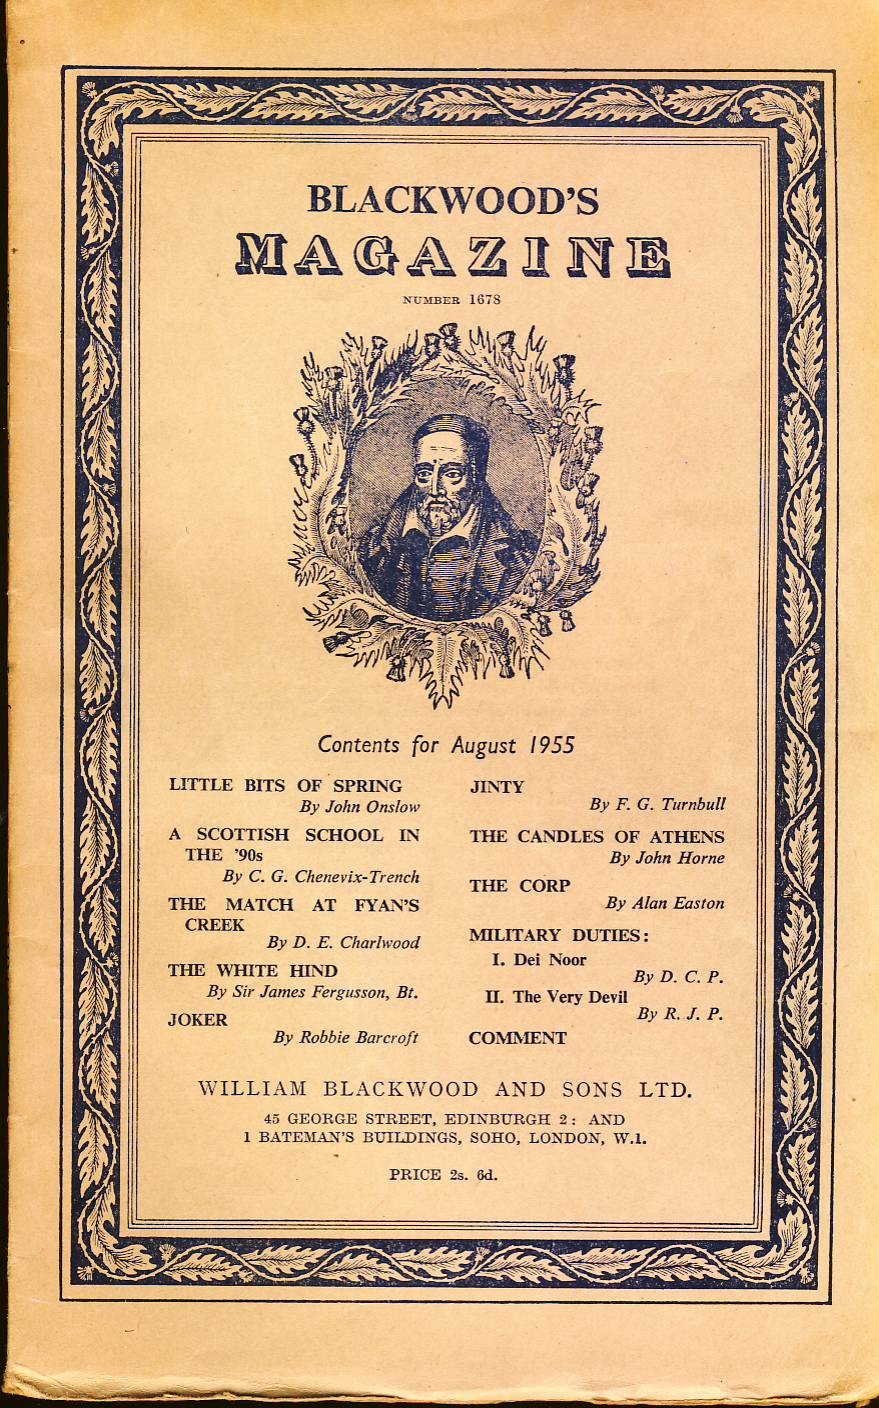 BLACKWOOD'S
MAGAZINE
NUMBER 1678
Contents for August 1955
LITTLE BITS OF SPRING
By John Onslow
A SCOTTISH SCHOOL IN
THE '90s
By C. G. Chenevix-Trench
THE MATCH AT FYAN'S
CREEK
By D. E. Charlwood
THE WHITE HIND
By Sir James Fergusson, Bt.
JOKER
By Robbie Barcroft
JINTY
By F. G. Turnbull
THE CANDLES OF ATHENS
By John Horne
THE CORP
By Alan Easton
MILITARY DUTIES:
I. Dei Noor
By D. C. P.
II. The Very Devil
By R. J. P.
COMMENT
WILLIAM BLACKWOOD AND SONS LTD.
45 GEORGE STREET, EDINBURGH 2: AND
1 BATEMAN'S BUILDINGS, SOHO, LONDON, W.1.
PRICE 2s. 6d.